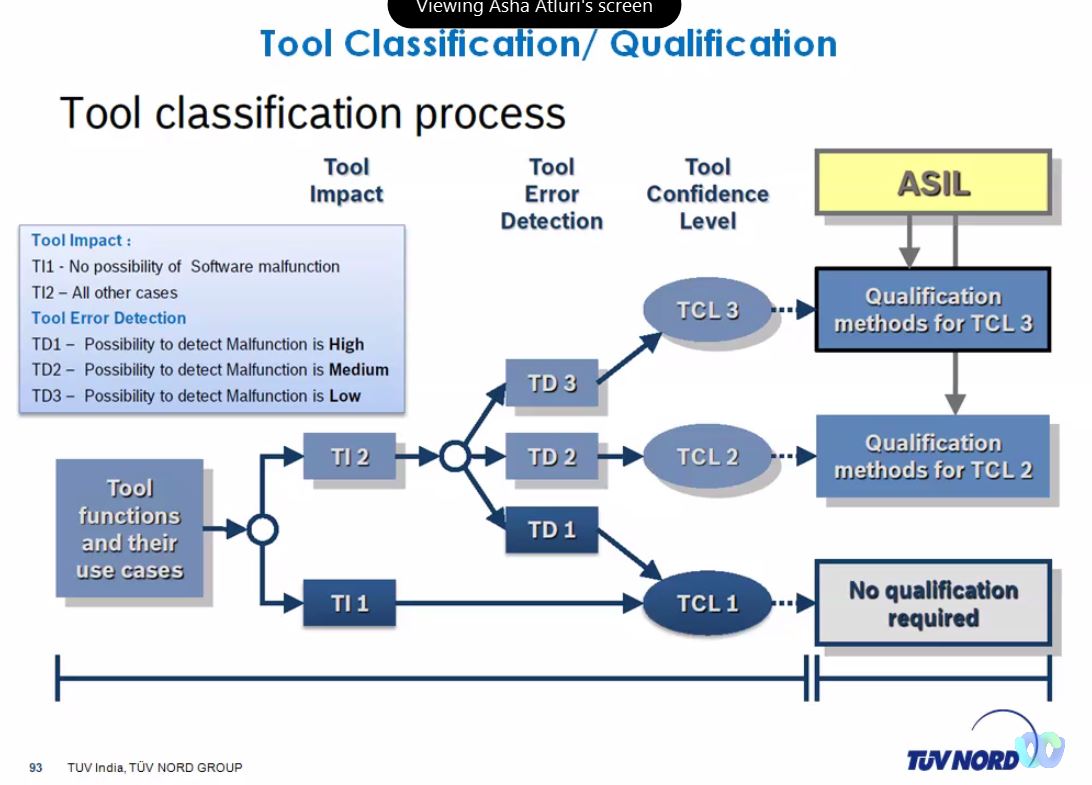 Viewing Asha Atluri's screen
Tool Classification/ Qualification
Tool classification process
Tool
Impact
Tool
Error
Detection
Tool
Confidence
Level
ASIL
Tool Impact :
TI1 - No possibility of Software malfunction
TI2 – All other cases
Tool Error Detection
TD1 – Possibility to detect Malfunction is High
TD2 – Possibility to detect Malfunction is Medium
TD3 – Possibility to detect Malfunction is Low
TCL 3
Qualification
methods for TCL 3
TD 3
TI 2
TD 2
TCL 2
Qualification
methods for TCL 2
Tool
functions
and their
use cases
TD 1
TI 1
TCL 1
No qualification
required
93 TUV India, TÜV NORD GROUP
TÜV NORD